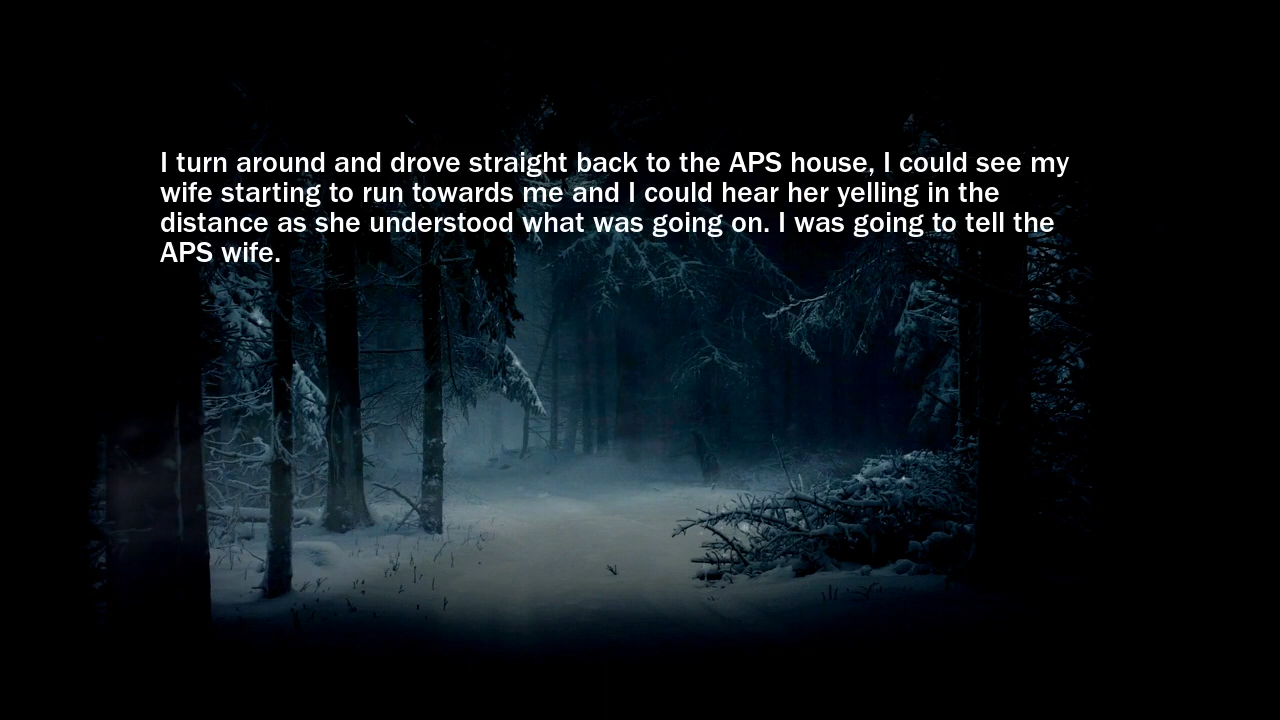 I turn around and drove straight back to the APS house, I could see my
wife starting to run towards me and I could hear her yelling in the
distance as she understood what was going on. I was going to tell the
APS wife.